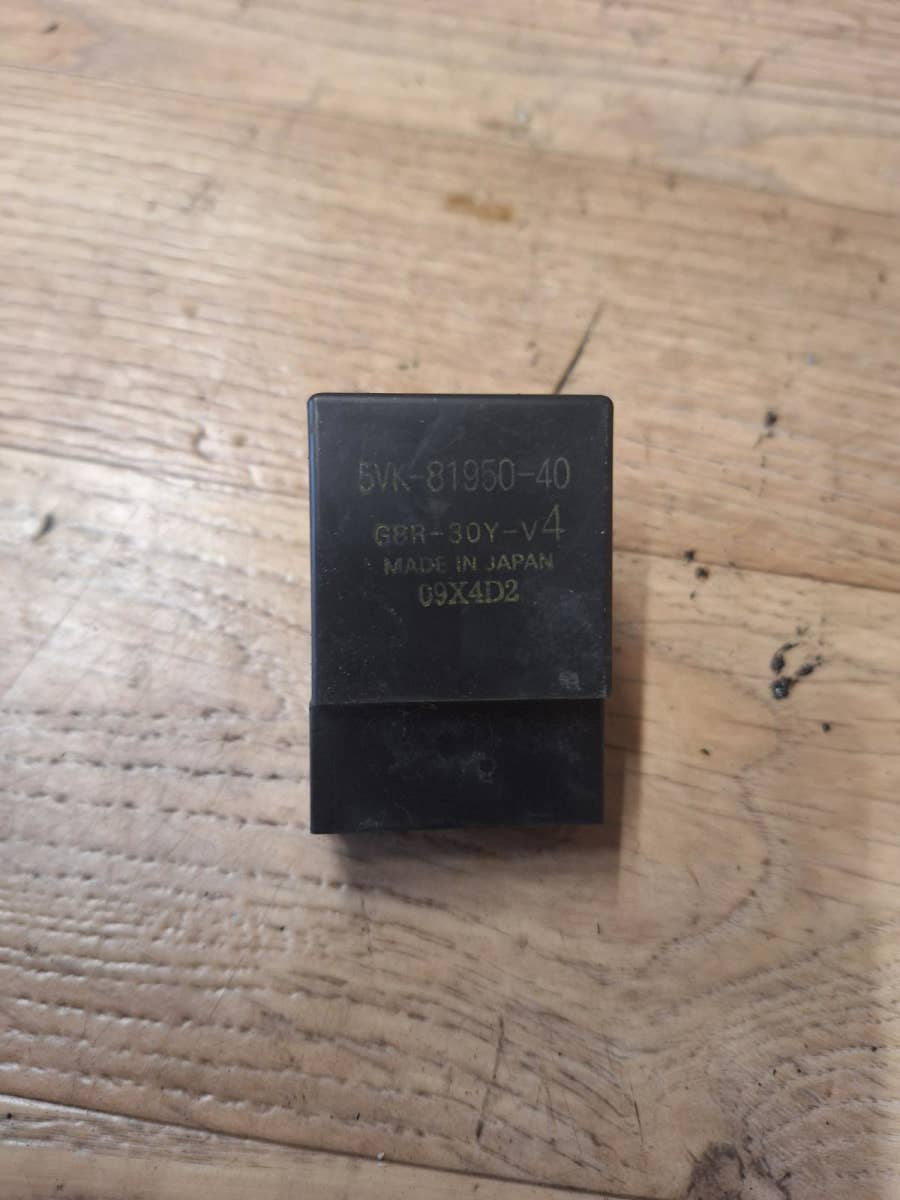 5VK-81950-40
G8R-30Y-V4
MADE IN JAPAN
09X4D2